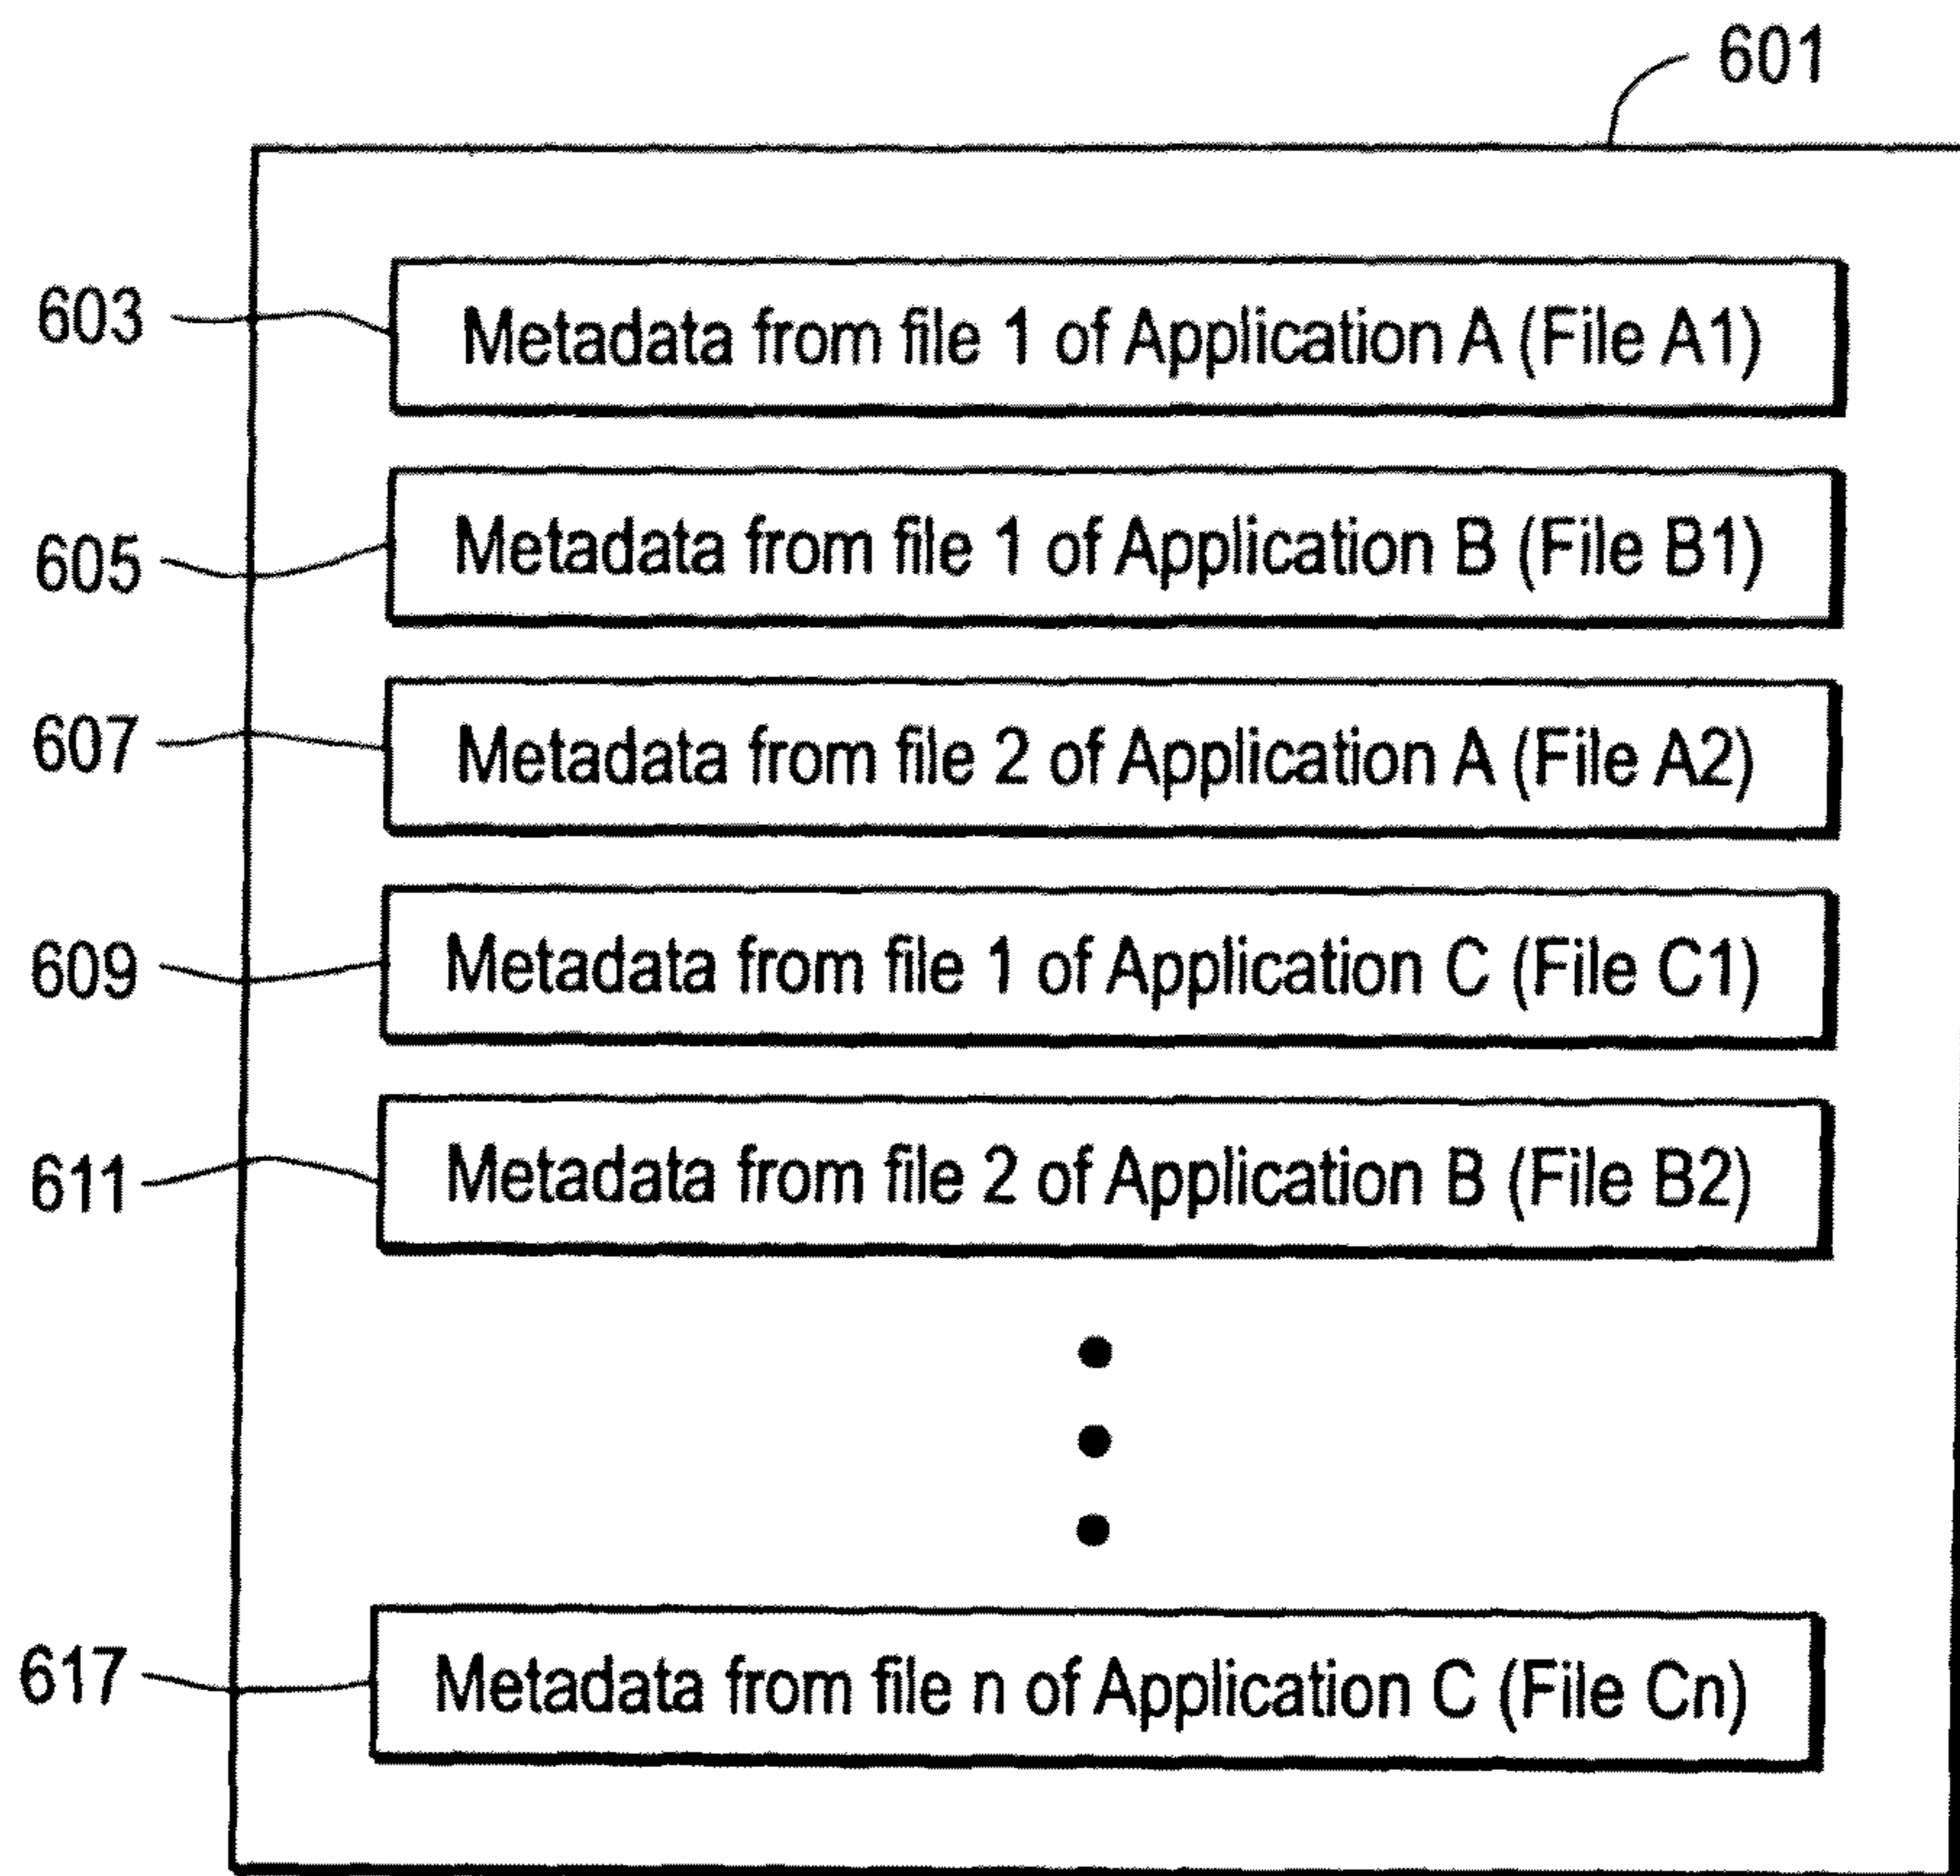 601
603 Metadata from file 1 of Application A (File A1)
605 Metadata from file 1 of Application B (File B1)
607 Metadata from file 2 of Application A (File A2)
609 Metadata from file 1 of Application C (File C1)
611 Metadata from file 2 of Application B (File B2)
617 Metadata from file n of Application C (File Cn)